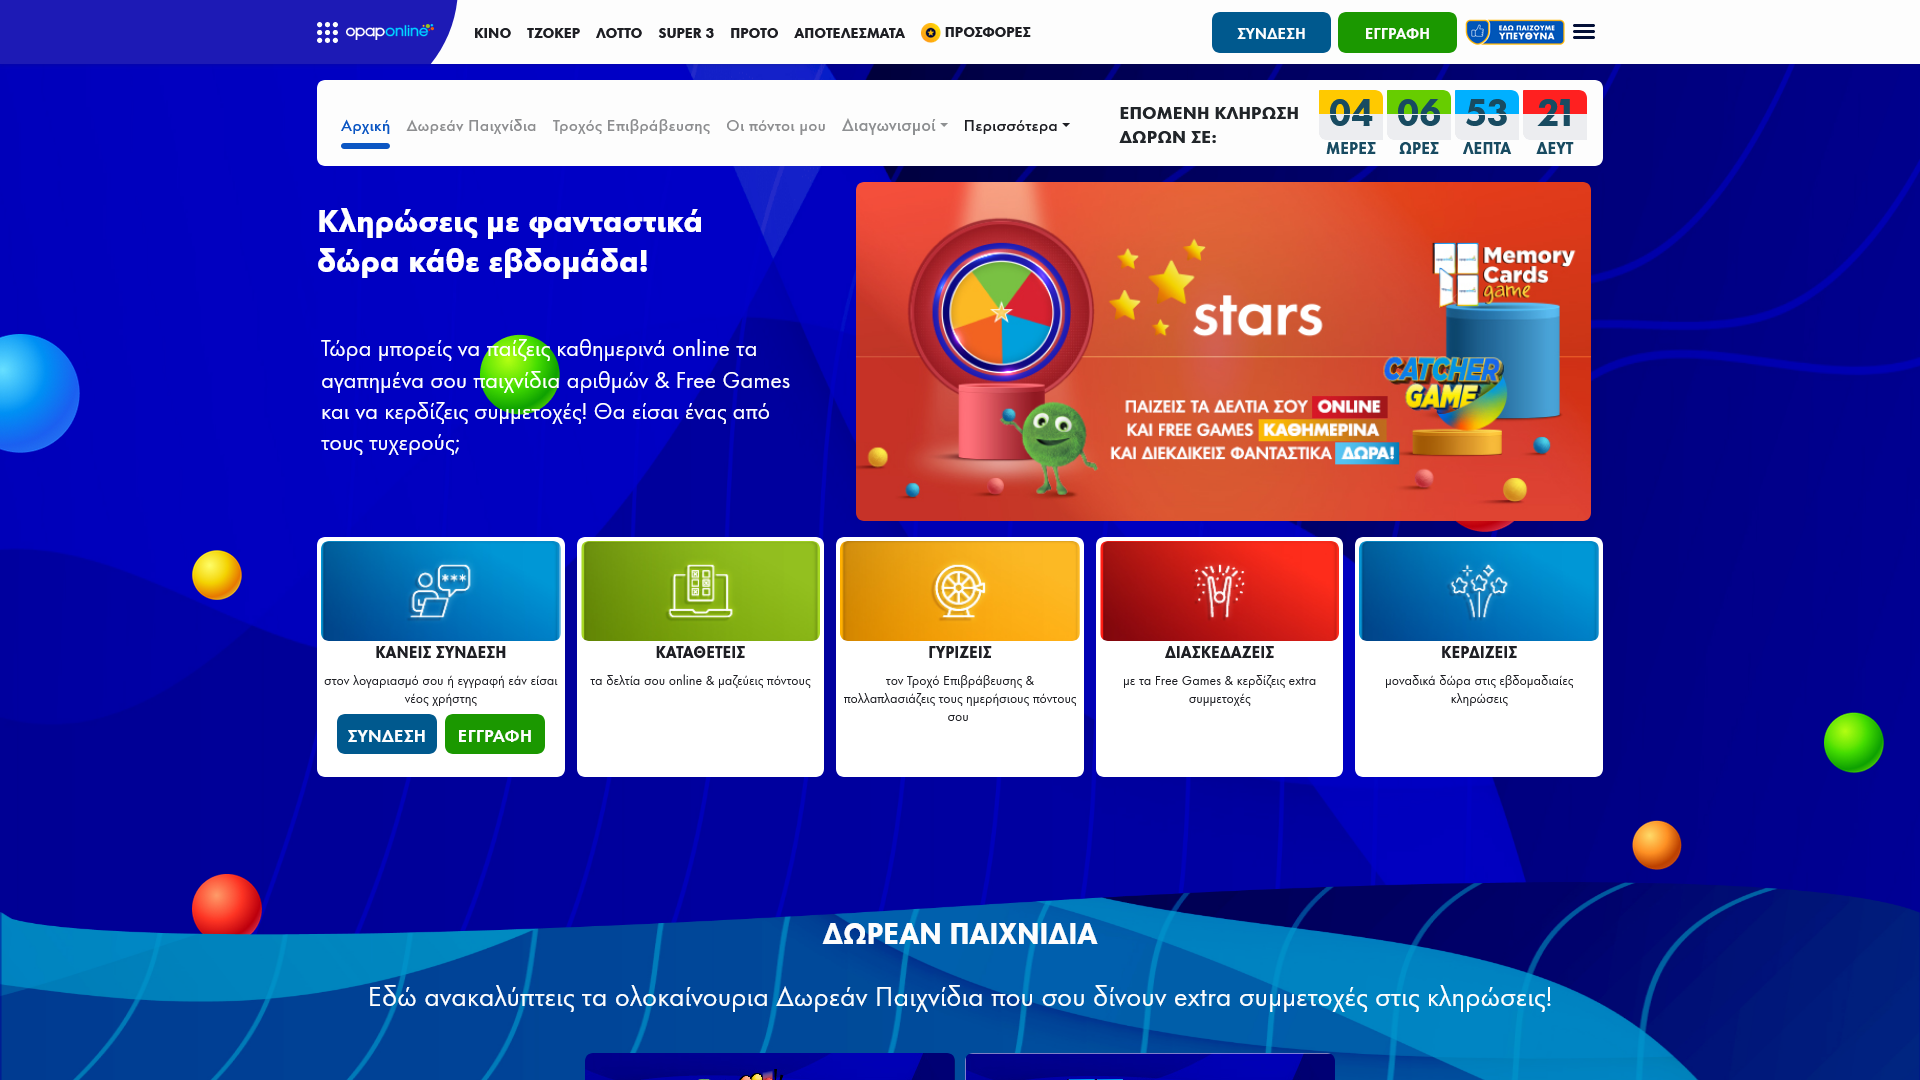 opaponline
ΚΙΝΟ
ΤΖΟΚΕΡ
ΛΟΤΤΟ
SUPER 3
ΠΡΟΤΟ
ΑΠΟΤΕΛΕΣΜΑΤΑ
ΠΡΟΣΦΟΡΕΣ
ΣΥΝΔΕΣΗ
ΕΓΓΡΑΦΗ
ΕΔΩ ΠΑΙΖΟΥΜΕ
ΥΠΕΥΘΥΝΑ
Αρχική
Δωρεάν Παιχνίδια
Τροχός Επιβράβευσης
Οι πόντοι μου
Διαγωνισμοί
Περισσότερα
ΕΠΟΜΕΝΗ ΚΛΗΡΩΣΗ
ΔΩΡΩΝ ΣΕ:
04 06 53 21
ΜΕΡΕΣ ΩΡΕΣ ΛΕΠΤΑ ΔΕΥΤ
Κληρώσεις με φανταστικά
δώρα κάθε εβδομάδα!
Τώρα μπορείς να παίζεις καθημερινά online τα
αγαπημένα σου παιχνίδια αριθμών & Free Games
και να κερδίζεις συμμετοχές! Θα είσαι ένας από
τους τυχερούς;
stars
Memory
Cards
game
CATCHER
GAME
ΠΑΙΖΕΙΣ ΤΑ ΔΕΛΤΙΑ ΣΟΥ ONLINE
ΚΑΙ FREE GAMES ΚΑΘΗΜΕΡΙΝΑ
ΚΑΙ ΔΙΕΚΔΙΚΕΙΣ ΦΑΝΤΑΣΤΙΚΑ ΔΩΡΑ!
ΚΑΝΕΙΣ ΣΥΝΔΕΣΗ
στον λογαριασμό σου ή εγγραφή εάν είσαι
νέος χρήστης
ΣΥΝΔΕΣΗ
ΕΓΓΡΑΦΗ
ΚΑΤΑΘΕΤΕΙΣ
τα δελτία σου online & μαζεύεις πόντους
ΓΥΡΙΖΕΙΣ
τον Τροχό Επιβράβευσης &
πολλαπλασιάζεις τους ημερήσιους πόντους
σου
ΔΙΑΣΚΕΔΑΖΕΙΣ
με τα Free Games & κερδίζεις extra
συμμετοχές
ΚΕΡΔΙΖΕΙΣ
μοναδικά δώρα στις εβδομαδιαίες
κληρώσεις
ΔΩΡΕΑΝ ΠΑΙΧΝΙΔΙΑ
Εδώ ανακαλύπτεις τα ολοκαίνουρια Δωρεάν Παιχνίδια που σου δίνουν extra συμμετοχές στις κληρώσεις!